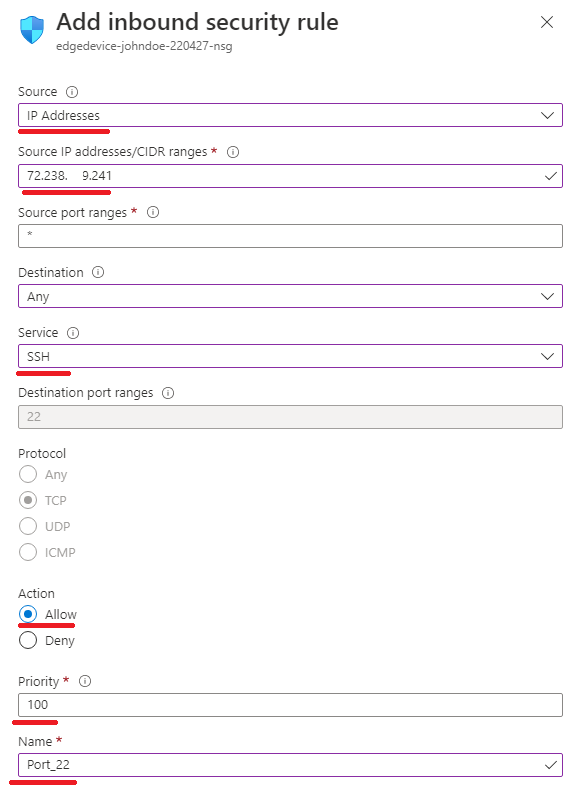 Add inbound security rule
edgedevice-johndoe-220427-nsg
Source
IP Addresses
Source IP addresses/CIDR ranges *
72.238. 9.241
Source port ranges *
*
Destination
Any
Service
SSH
Destination port ranges
22
Protocol
Any
TCP
UDP
ICMP
Action
Allow
Deny
Priority *
100
Name *
Port_22